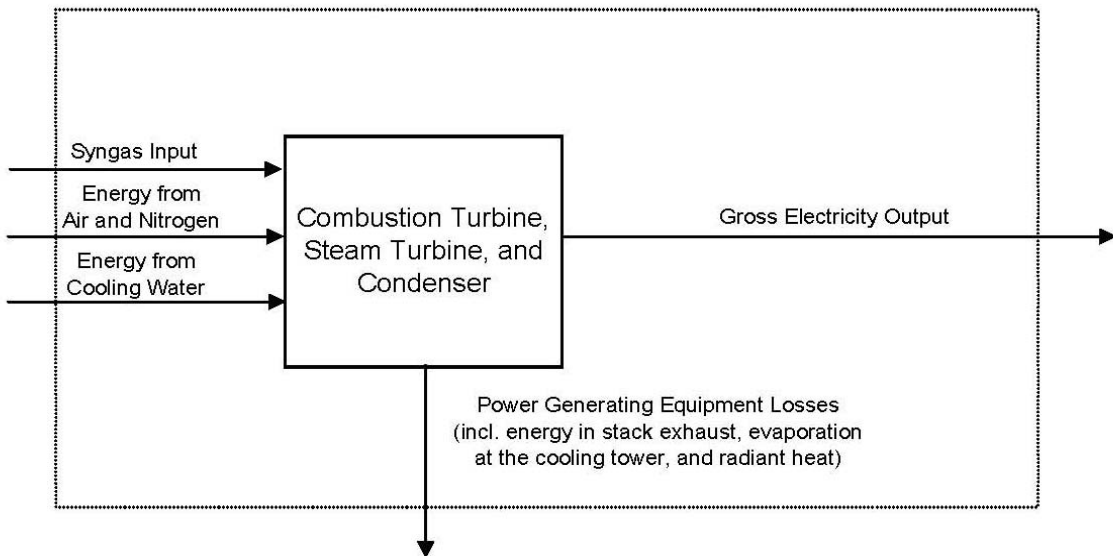 Syngas Input
Energy from
Air and Nitrogen
Energy from
Cooling Water
Combustion Turbine,
Steam Turbine, and
Condenser
Gross Electricity Output
Power Generating Equipment Losses
(incl. energy in stack exhaust, evaporation
at the cooling tower, and radiant heat)